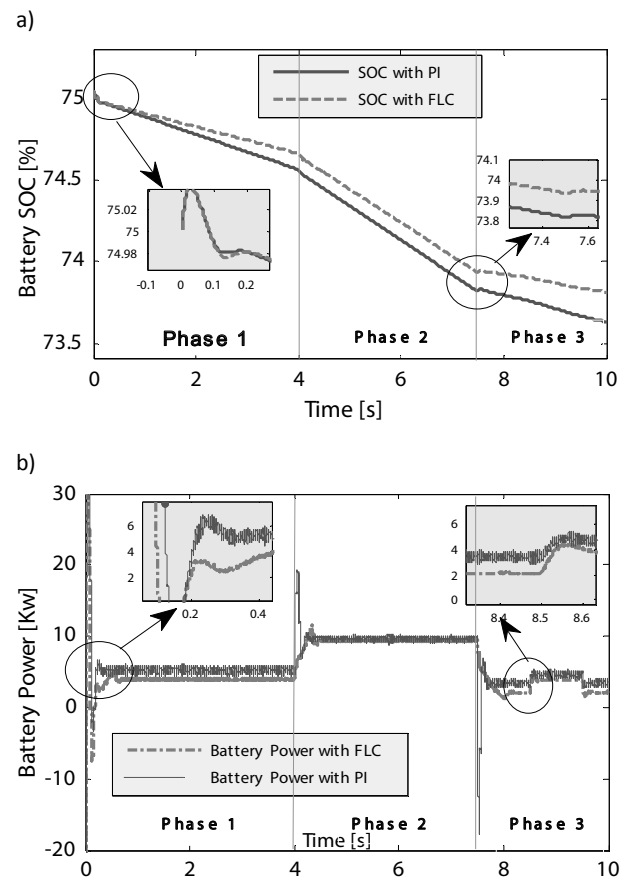 a)
Battery SOC [%]
75
74.5
74
73.5
SOC with PI
SOC with FLC
75.02
75
74.98
-0.1 0 0.1 0.2
74.1
74
73.9
73.8
7.4 7.6
Phase 1 Phase 2 Phase 3
0 2 4 6 8 10
Time [s]
b)
Battery Power [Kw]
30
20
10
0
-10
-20
6
4
2
0.2 0.4
6
4
2
0
8.4 8.5 8.6
Battery Power with FLC
Battery Power with PI
Phase 1 Phase 2 Phase 3
Time [s]
0 2 4 6 8 10